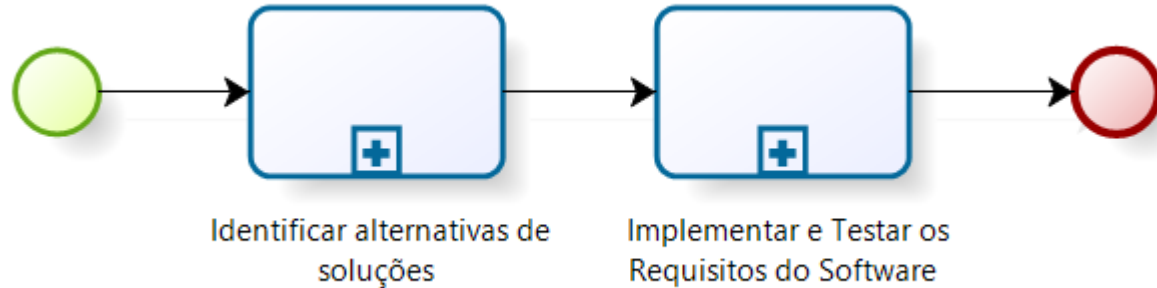 Identificar alternativas de
soluções
Implementar e Testar os
Requisitos do Software